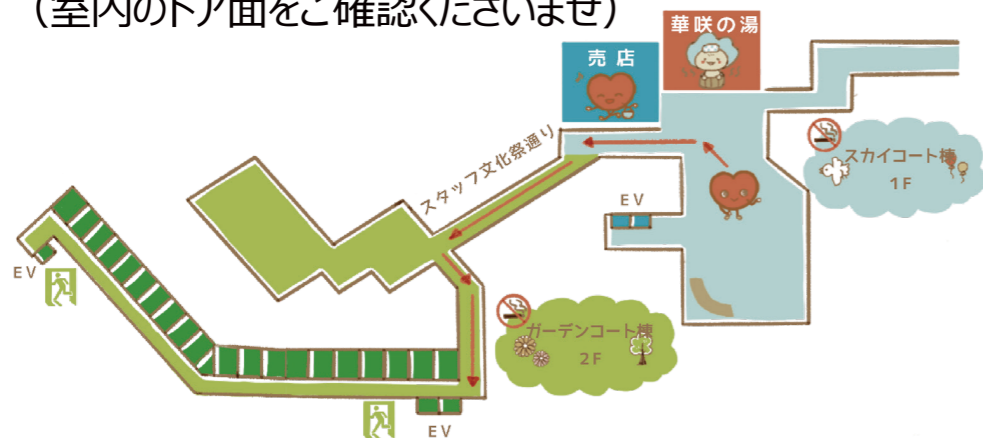 (室内のドア面をご確認くださいませ)
華咲の湯
売店
スタッフ文化祭通り
スカイコート棟
1F
EV
EV
ガーデンコート棟
2F
EV